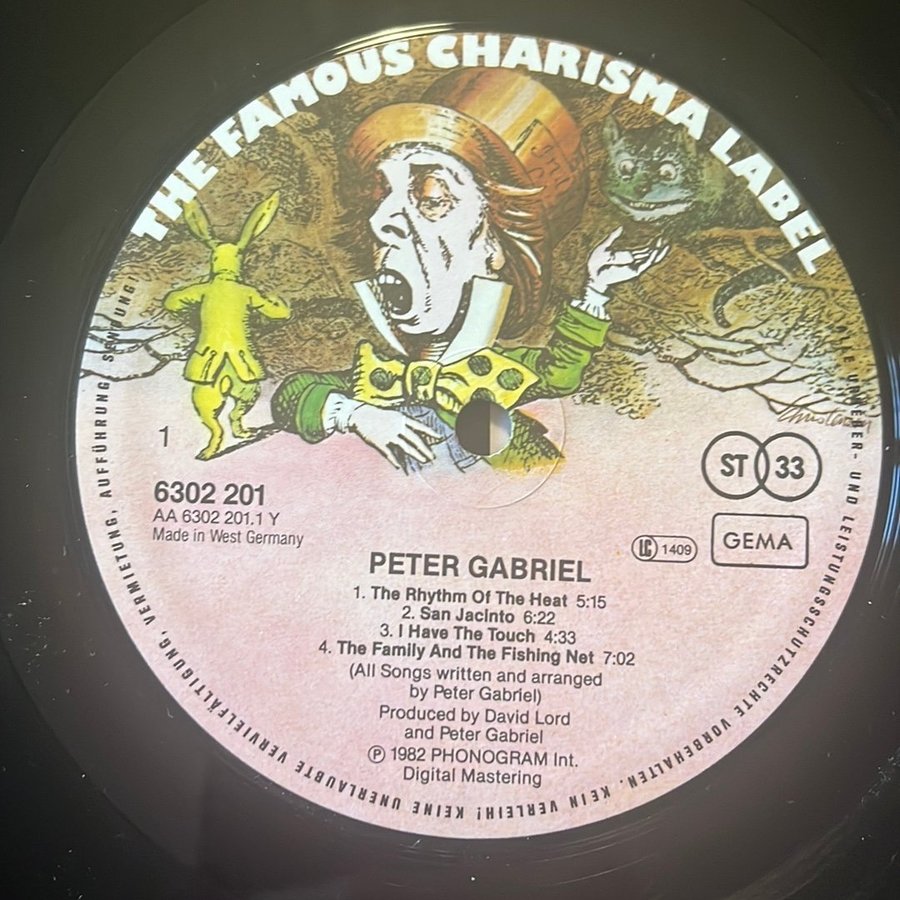 THE FAMOUS CHARISMA LABEL
1
6302 201
AA 6302 201.1 Y
Made in West Germany
ST 33
LC 1409
GEMA
PETER GABRIEL
1. The Rhythm Of The Heat 5:15
2. San Jacinto 6:22
3. I Have The Touch 4:33
4. The Family And The Fishing Net 7:02
(All Songs written and arranged
by Peter Gabriel)
Produced by David Lord
and Peter Gabriel
℗ 1982 PHONOGRAM Int.
Digital Mastering
ALLE URHEBER- UND LEISTUNGSSCHUTZRECHTE VORBEHALTEN. KEIN VERLEIH! KEINE UNERLAUBTE VERVIELFÄLTIGUNG, VERMIETUNG, AUFFÜHRUNG, SENDUNG!